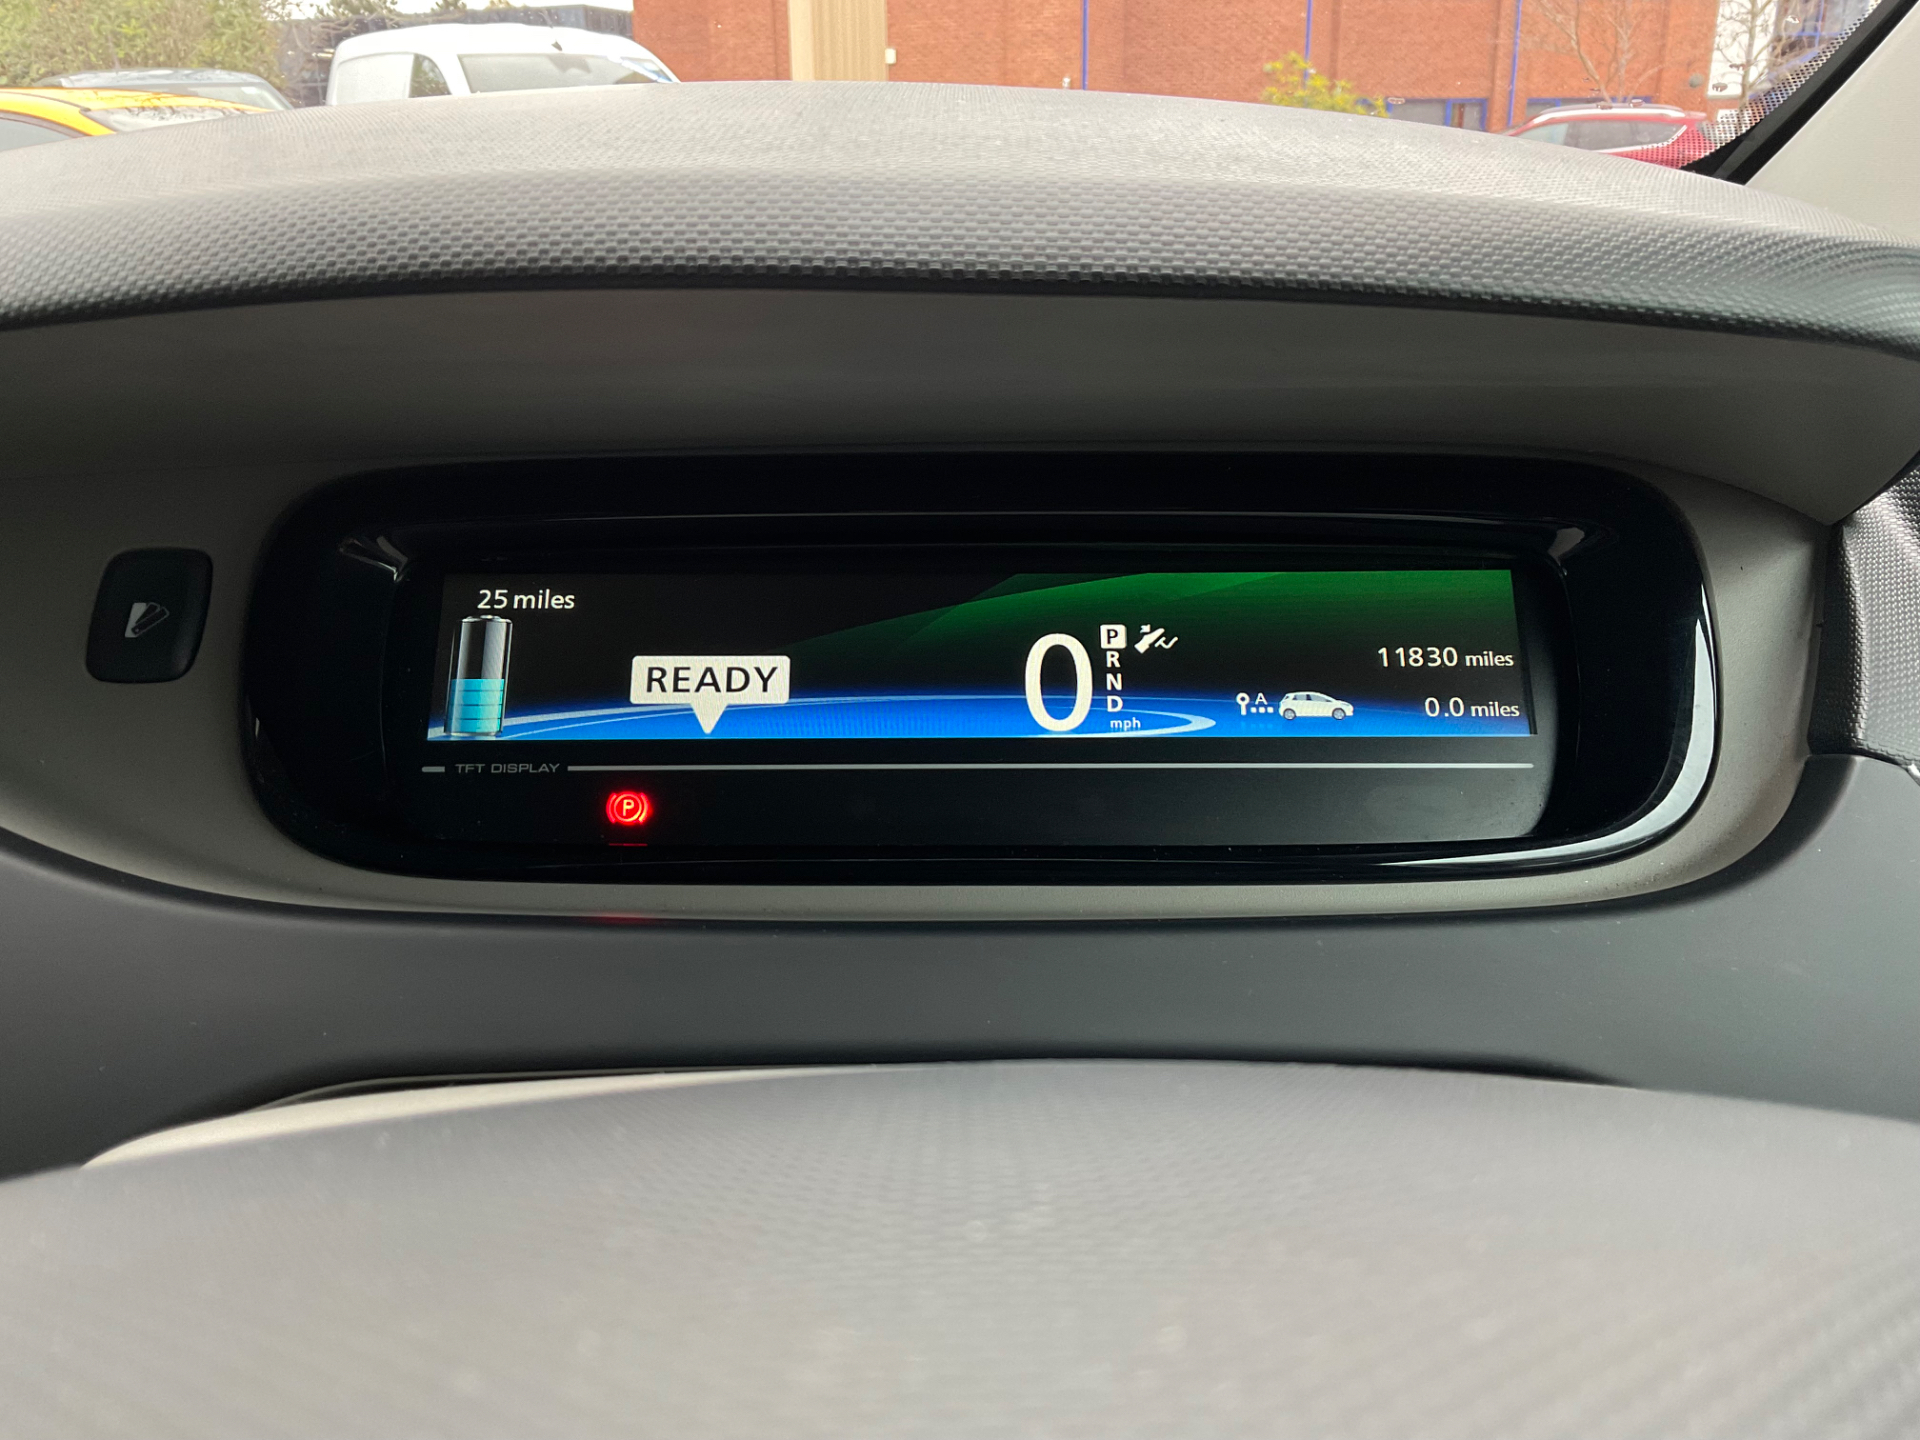 25 miles
READY
0
P
R
N
D
mph
A
11830 miles
0.0 miles
TFT DISPLAY
P